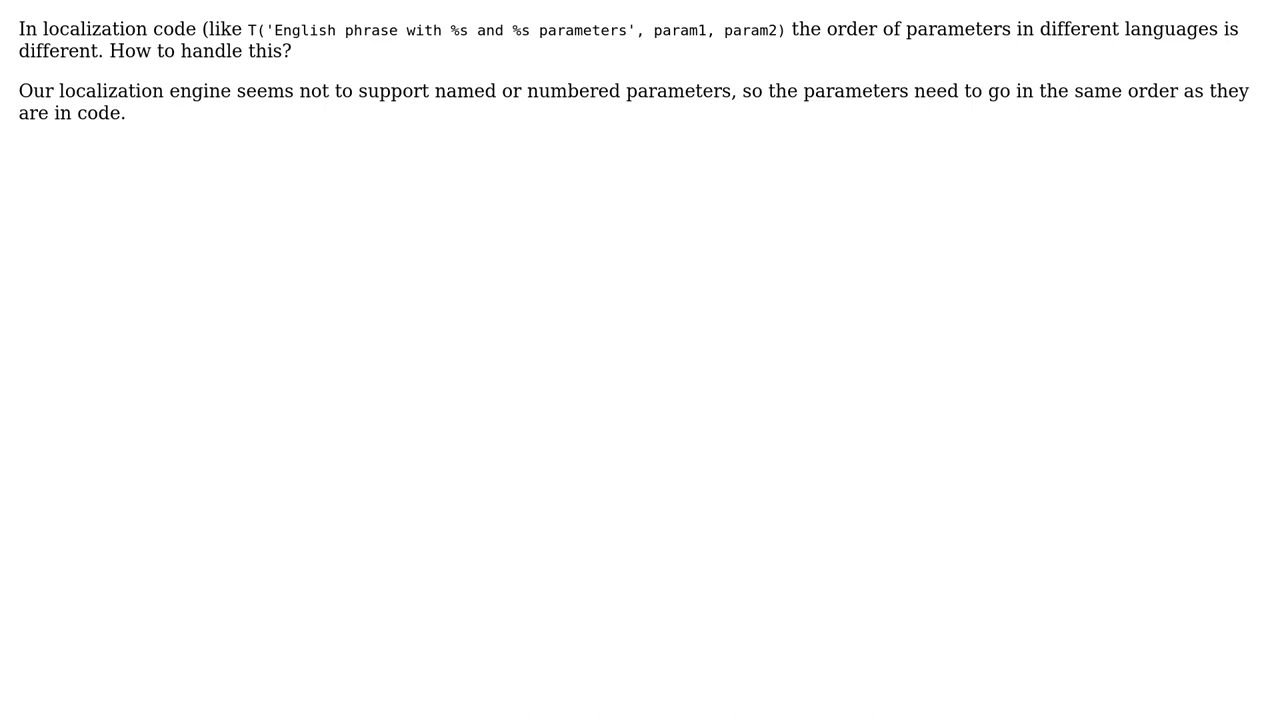 In localization code (like T('English phrase with %s and %s parameters', param1, param2) the order of parameters in different languages is
different. How to handle this?
Our localization engine seems not to support named or numbered parameters, so the parameters need to go in the same order as they
are in code.